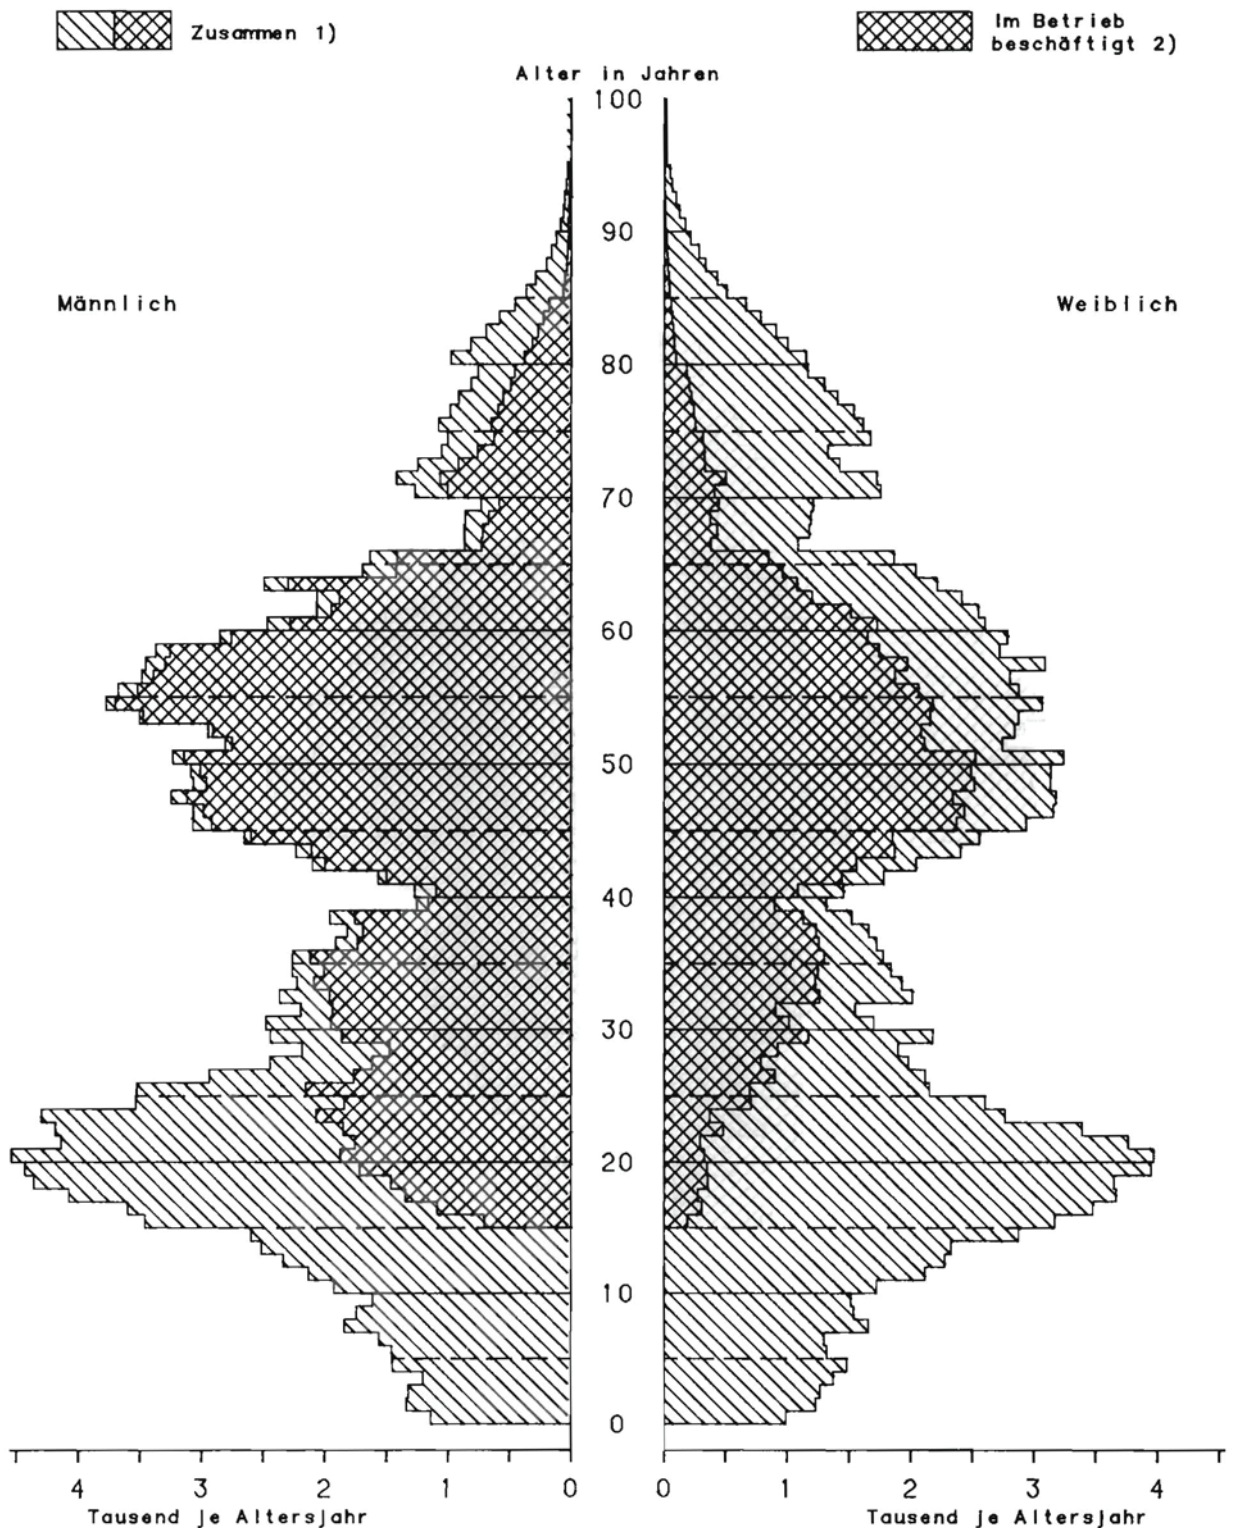 Zusammen 1)
Im Betrieb
beschäftigt 2)
Alter in Jahren
100
90
Männlich
Weiblich
80
70
60
50
40
30
20
10
0
4 3 2 1 0 0 1 2 3 4
Tausend je Altersjahr Tausend je Altersjahr